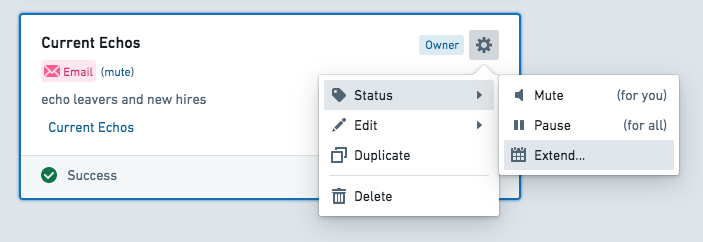 Current Echos
Owner
Email (mute)
echo leavers and new hires
Current Echos
Success
Status
Edit
Duplicate
Delete
Mute (for you)
Pause (for all)
Extend...